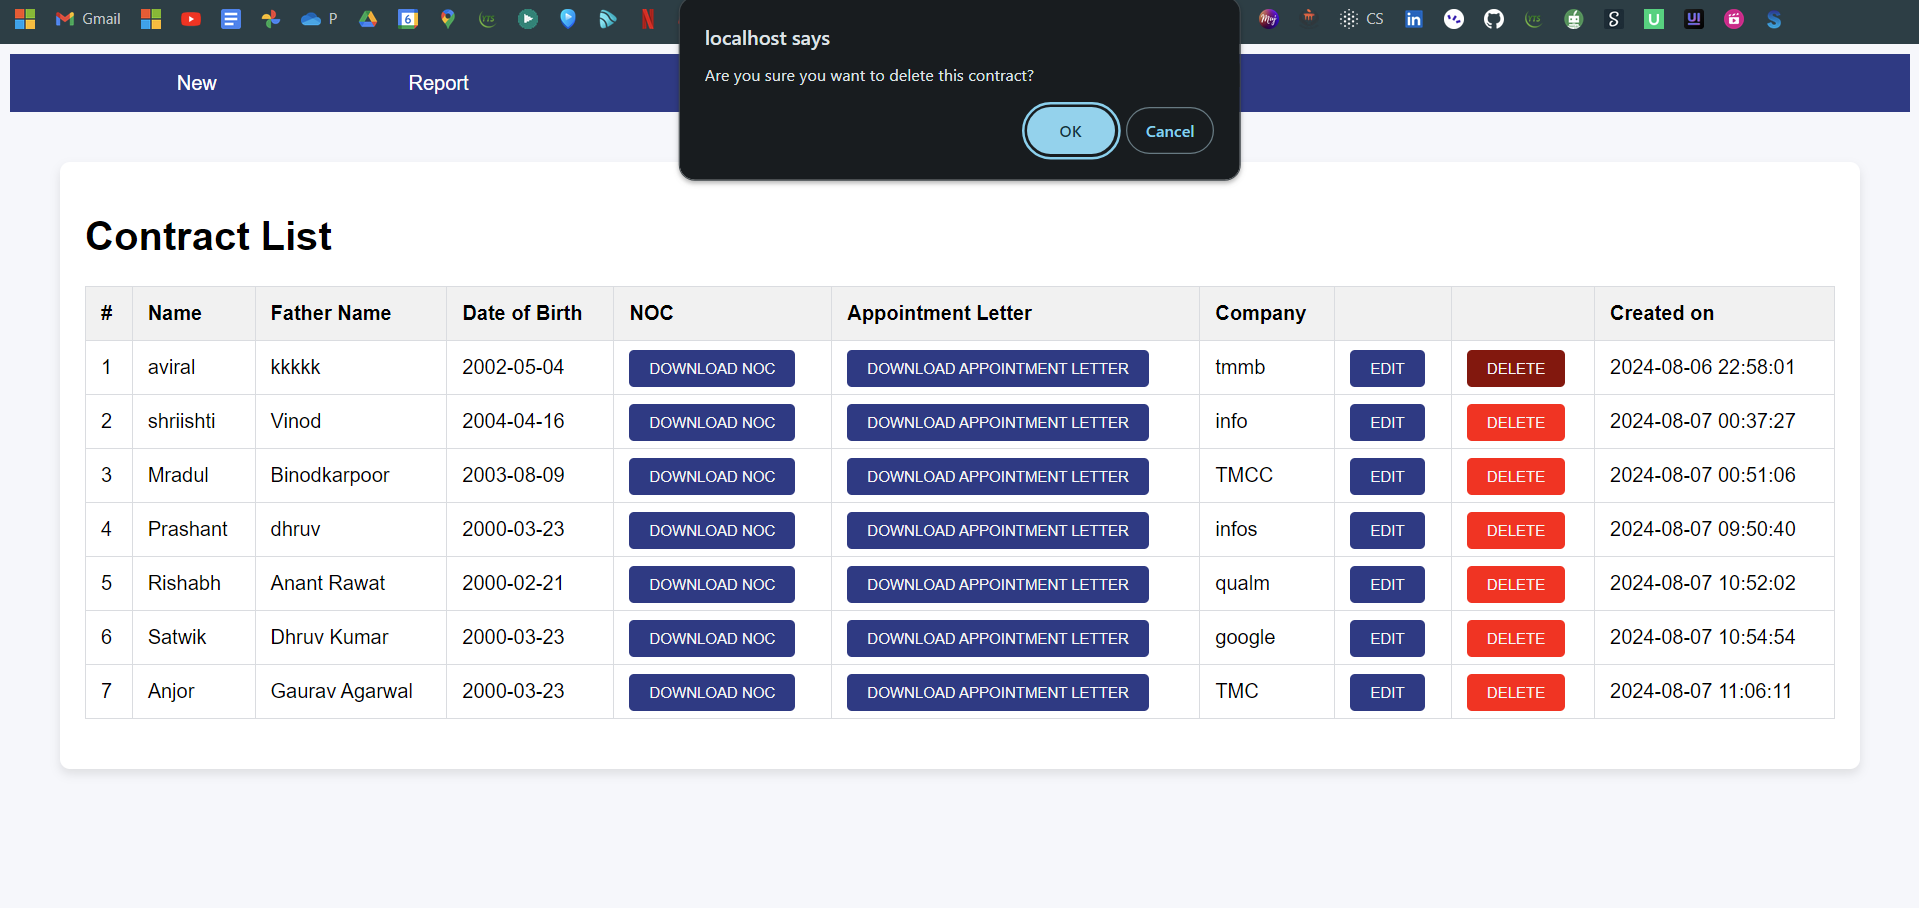 Gmail P CS
localhost says
Are you sure you want to delete this contract?
OK Cancel
New Report
Contract List
# Name Father Name Date of Birth NOC Appointment Letter Company Created on
1 aviral kkkkk 2002-05-04 DOWNLOAD NOC DOWNLOAD APPOINTMENT LETTER tmmb EDIT DELETE 2024-08-06 22:58:01
2 shriishti Vinod 2004-04-16 DOWNLOAD NOC DOWNLOAD APPOINTMENT LETTER info EDIT DELETE 2024-08-07 00:37:27
3 Mradul Binodkarpoor 2003-08-09 DOWNLOAD NOC DOWNLOAD APPOINTMENT LETTER TMCC EDIT DELETE 2024-08-07 00:51:06
4 Prashant dhruv 2000-03-23 DOWNLOAD NOC DOWNLOAD APPOINTMENT LETTER infos EDIT DELETE 2024-08-07 09:50:40
5 Rishabh Anant Rawat 2000-02-21 DOWNLOAD NOC DOWNLOAD APPOINTMENT LETTER qualm EDIT DELETE 2024-08-07 10:52:02
6 Satwik Dhruv Kumar 2000-03-23 DOWNLOAD NOC DOWNLOAD APPOINTMENT LETTER google EDIT DELETE 2024-08-07 10:54:54
7 Anjor Gaurav Agarwal 2000-03-23 DOWNLOAD NOC DOWNLOAD APPOINTMENT LETTER TMC EDIT DELETE 2024-08-07 11:06:11